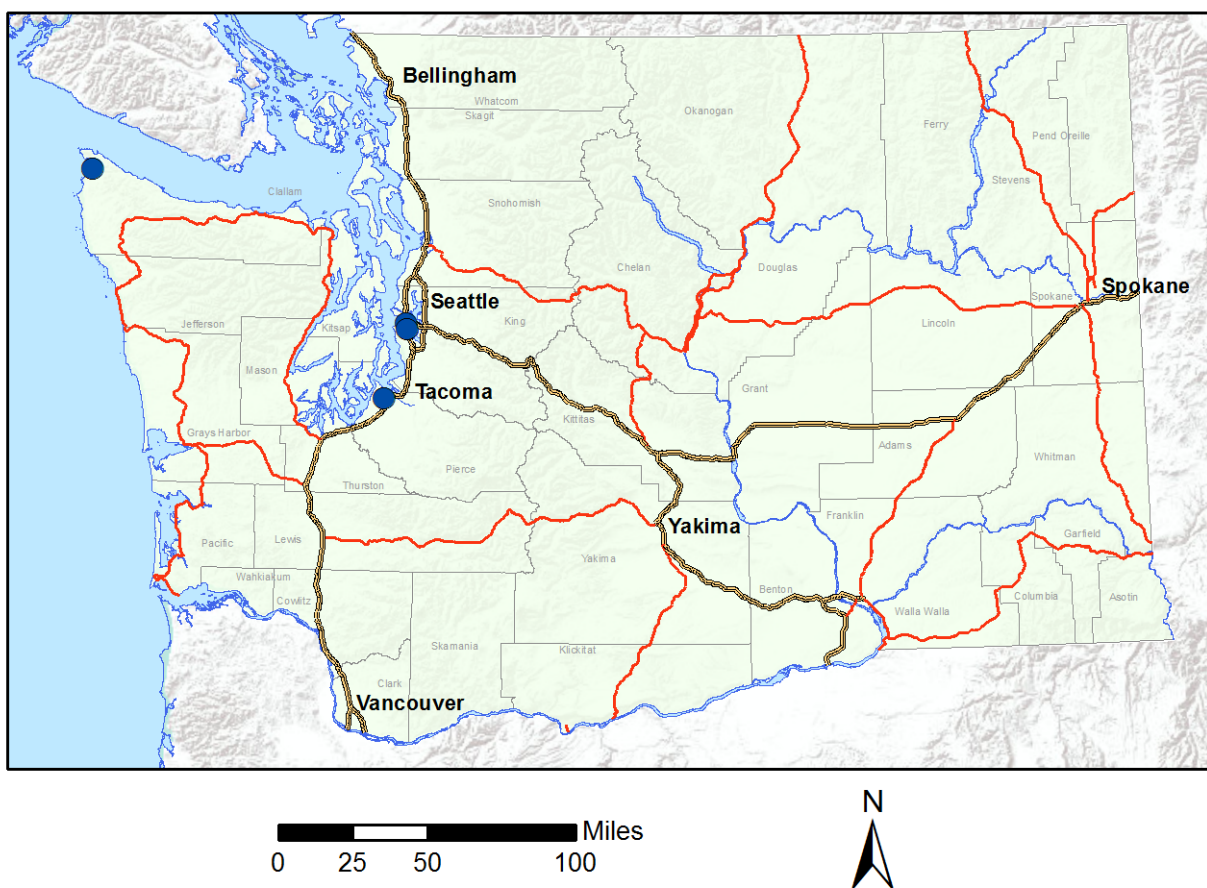 Bellingham
Whatcom
Skagit
Okanogan
Ferry
Pend Oreille
Stevens
Clallam
Snohomish
Chelan
Douglas
Seattle
Spokane
Spokane
King
Lincoln
Jefferson
Kitsap
Mason
Tacoma
Grant
Kittitas
Grays Harbor
Adams
Whitman
Pierce
Thurston
Franklin
Yakima
Garfield
Pacific
Lewis
Yakima
Wahkiakum
Cowlitz
Benton
Walla Walla
Columbia
Asotin
Skamania
Klickitat
Clark
Vancouver
N
Miles
0 25 50 100